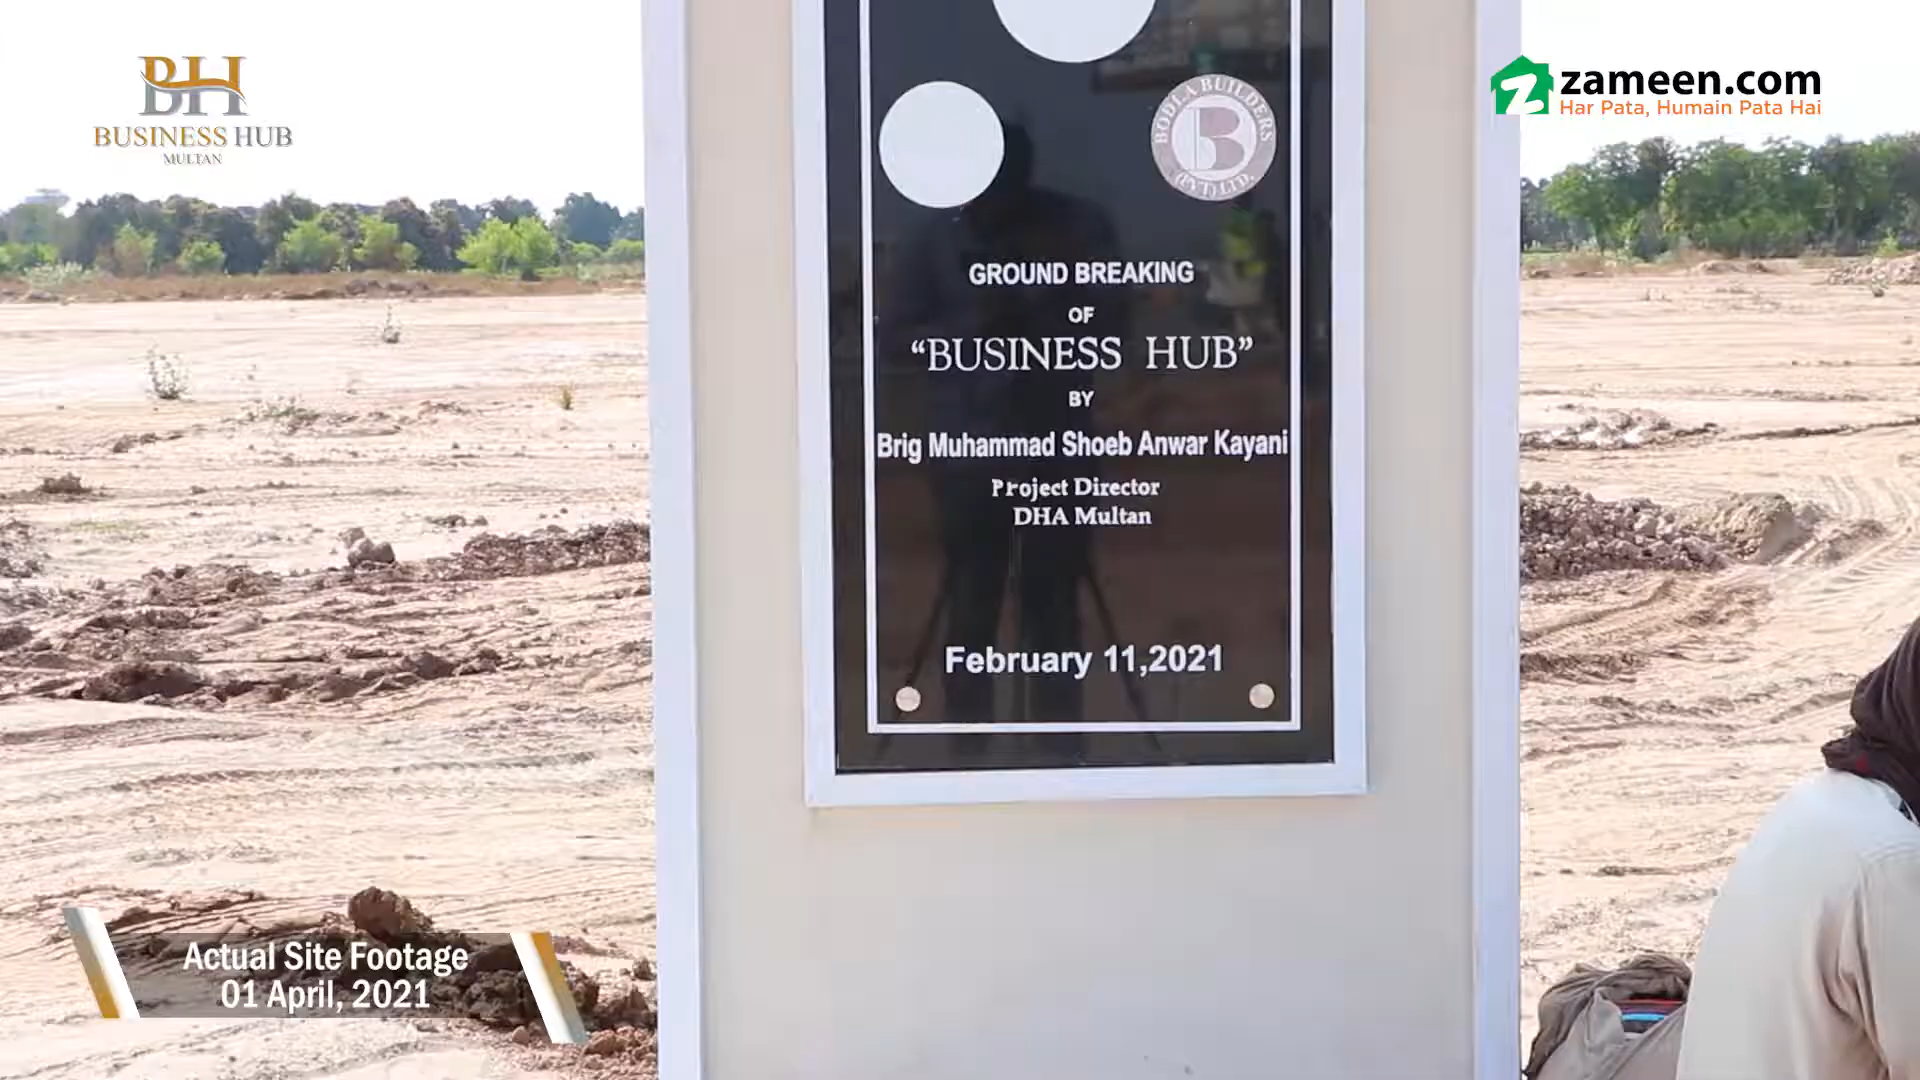 BH
BUSINESS HUB
MULTAN
zameen.com
Har Pata, Humain Pata Hai
BODLA BUILDERS
B
(PVT) LTD.
GROUND BREAKING
OF
“BUSINESS HUB”
BY
Brig Muhammad Shoeb Anwar Kayani
Project Director
DHA Multan
February 11,2021
Actual Site Footage
01 April, 2021